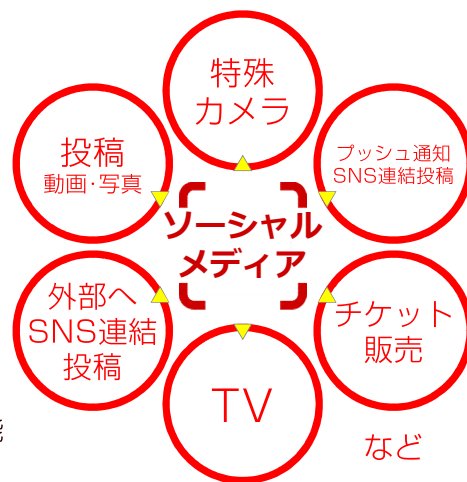 特殊
カメラ
投稿
動画・写真
プッシュ通知
SNS連結投稿
ソーシャル
メディア
外部へ
SNS連結
投稿
チケット
販売
TV
など